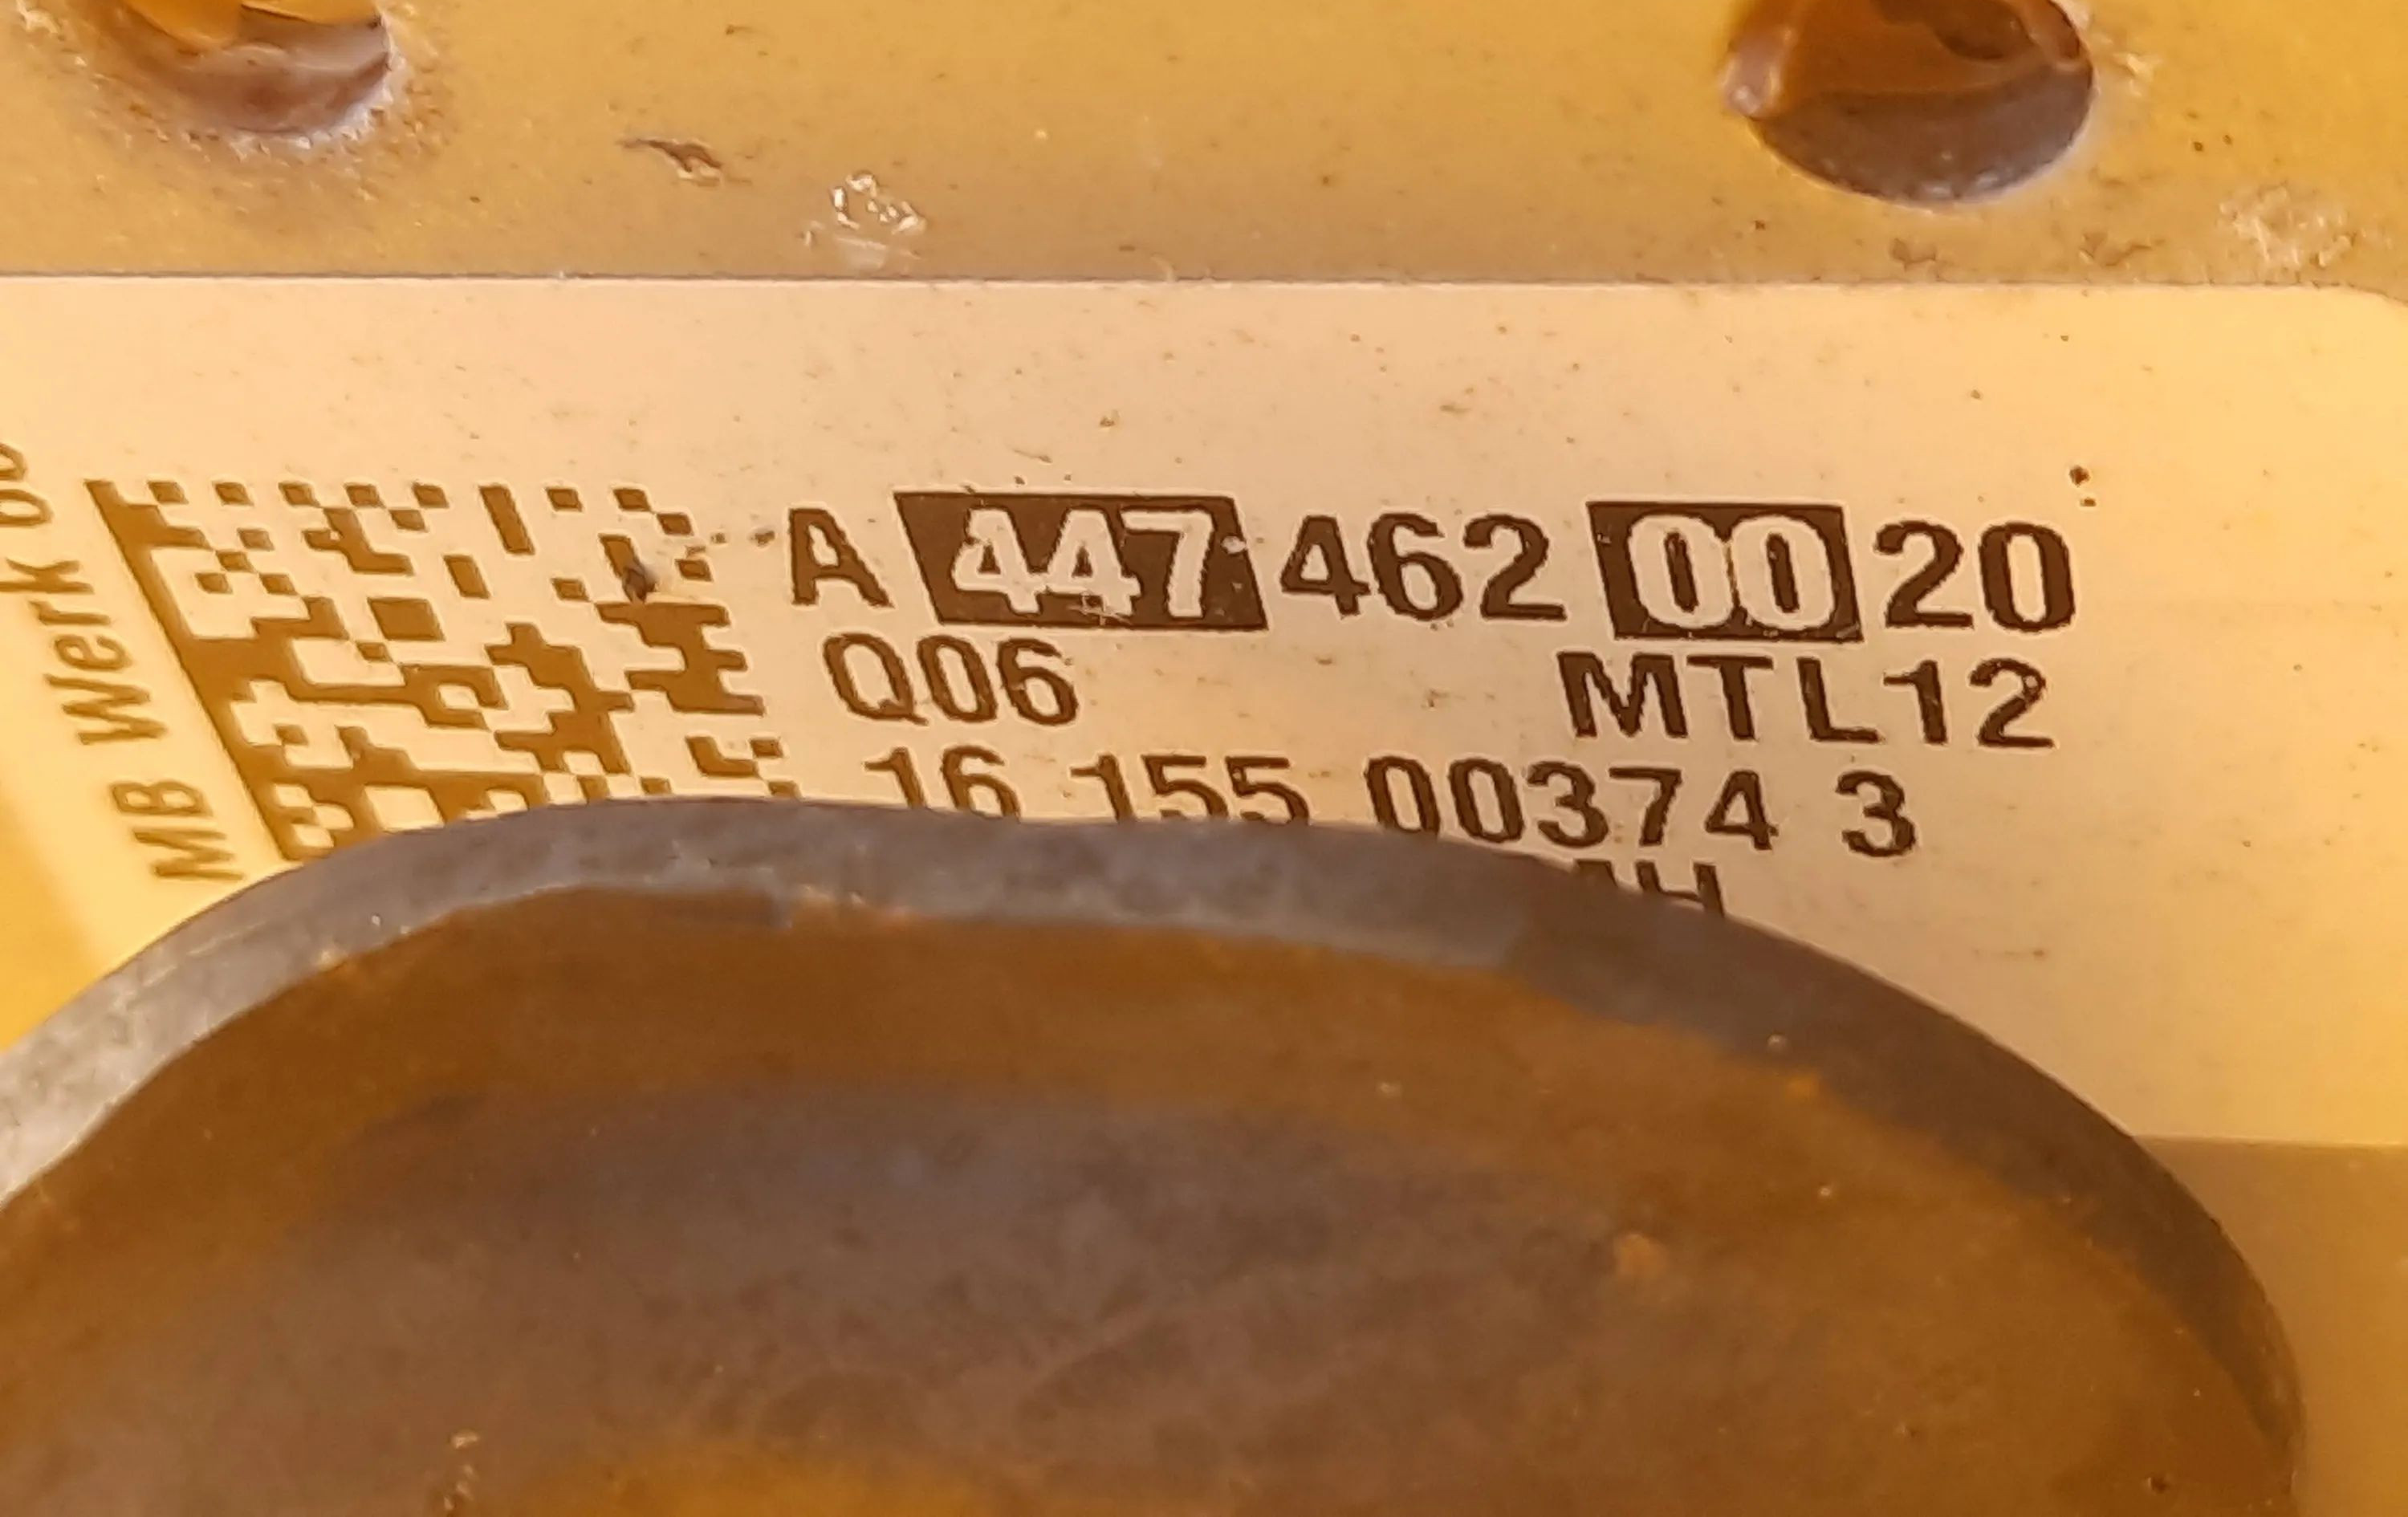 MB Werk
A 447 462 00 20
Q06 MTL12
16 155 00374 3